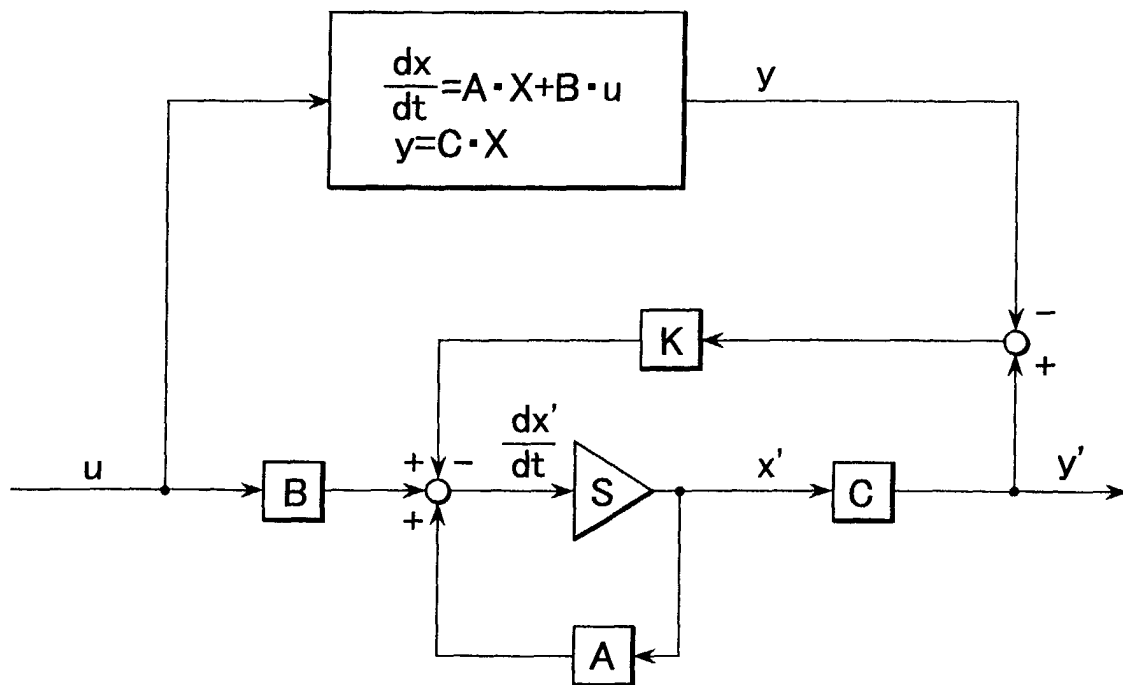 dx
dt
=A・X+B・u
y=C・X
y
−
K
+
dx'
dt
u
B
+
−
+
S
x'
C
y'
A